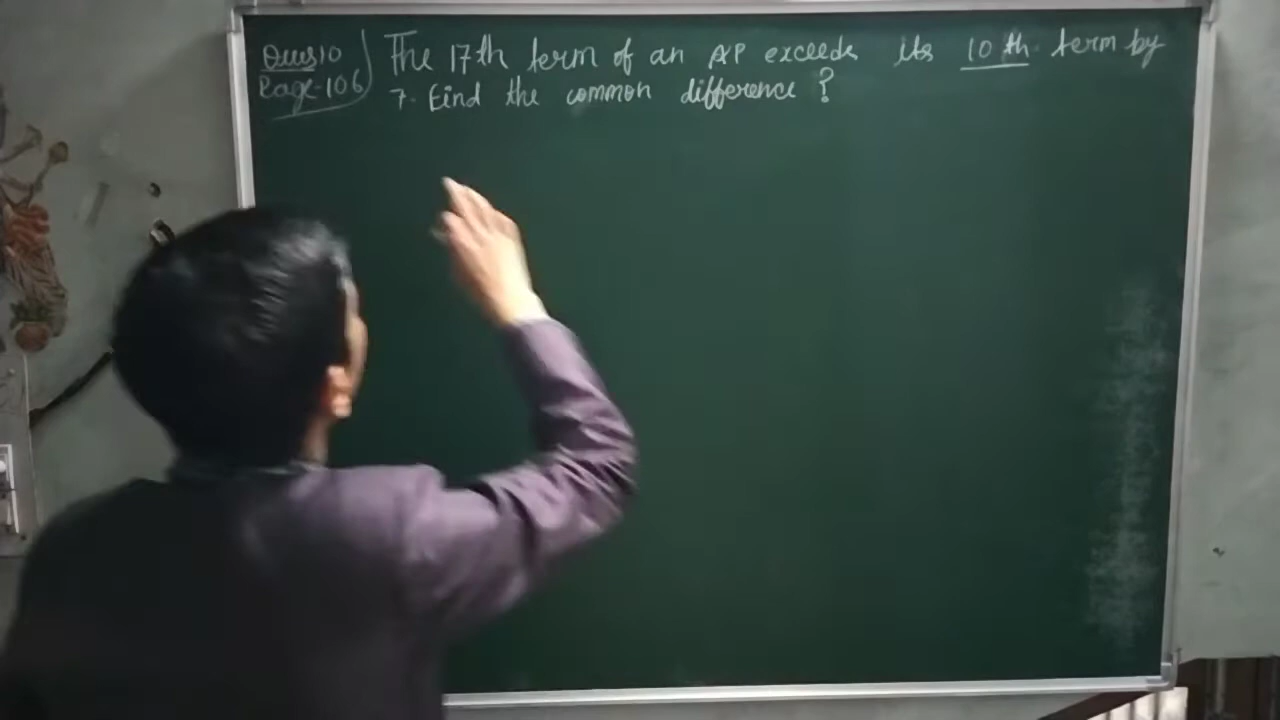 Ques10) The 17th term of an AP exceeds its 10th term by
Page-106 7. Find the common difference?